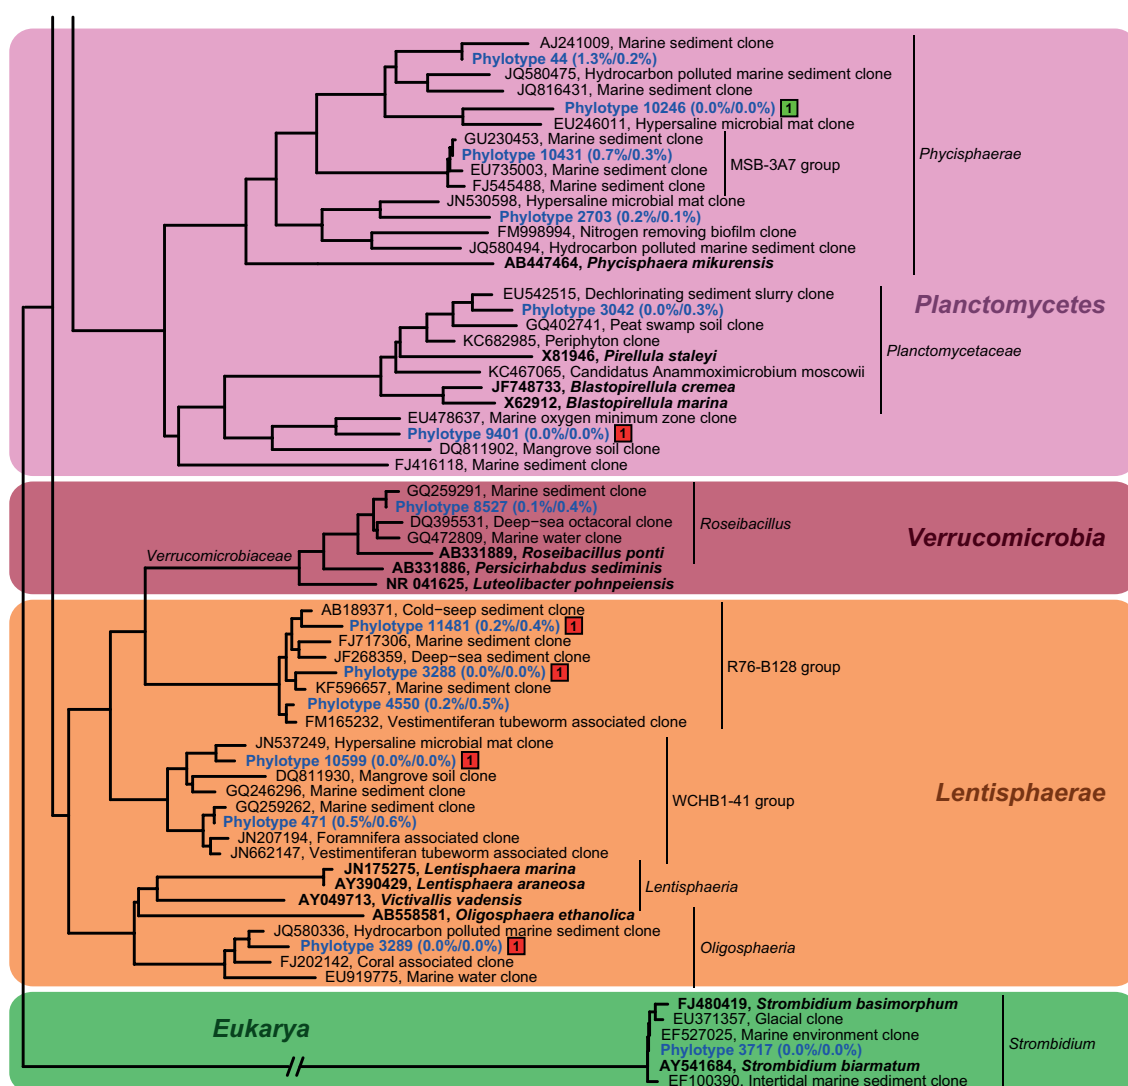 AJ241009, Marine sediment clone
Phylotype 44 (1.3%/0.2%)
JQ580475, Hydrocarbon polluted marine sediment clone
JQ816431, Marine sediment clone
Phylotype 10246 (0.0%/0.0%) 1
EU246011, Hypersaline microbial mat clone
GU230453, Marine sediment clone
Phylotype 10431 (0.7%/0.3%)
EU735003, Marine sediment clone
FJ545488, Marine sediment clone
MSB-3A7 group
JN530598, Hypersaline microbial mat clone
Phylotype 2703 (0.2%/0.1%)
FM998994, Nitrogen removing biofilm clone
JQ580494, Hydrocarbon polluted marine sediment clone
AB447464, Phycisphaera mikurensis
Phycisphaerae
Planctomycetes
EU542515, Dechlorinating sediment slurry clone
Phylotype 3042 (0.0%/0.3%)
GQ402741, Peat swamp soil clone
KC682985, Periphyton clone
X81946, Pirellula staleyi
KC467065, Candidatus Anammoximicrobium moscowii
JF748733, Blastopirellula cremea
X62912, Blastopirellula marina
Planctomycetaceae
EU478637, Marine oxygen minimum zone clone
Phylotype 9401 (0.0%/0.0%) 1
DQ811902, Mangrove soil clone
FJ416118, Marine sediment clone
GQ259291, Marine sediment clone
Phylotype 8527 (0.1%/0.4%)
DQ395531, Deep−sea octacoral clone
GQ472809, Marine water clone
AB331889, Roseibacillus ponti
Roseibacillus
Verrucomicrobia
Verrucomicrobiaceae
AB331886, Persicirhabdus sediminis
NR 041625, Luteolibacter pohnpeiensis
AB189371, Cold−seep sediment clone
Phylotype 11481 (0.2%/0.4%) 1
FJ717306, Marine sediment clone
JF268359, Deep−sea sediment clone
Phylotype 3288 (0.0%/0.0%) 1
KF596657, Marine sediment clone
Phylotype 4550 (0.2%/0.5%)
FM165232, Vestimentiferan tubeworm associated clone
R76-B128 group
JN537249, Hypersaline microbial mat clone
Phylotype 10599 (0.0%/0.0%) 1
DQ811930, Mangrove soil clone
GQ246296, Marine sediment clone
GQ259262, Marine sediment clone
Phylotype 471 (0.5%/0.6%)
JN207194, Foramnifera associated clone
JN662147, Vestimentiferan tubeworm associated clone
WCHB1-41 group
Lentisphaerae
JN175275, Lentisphaera marina
AY390429, Lentisphaera araneosa
AY049713, Victivallis vadensis
Lentisphaeria
AB558581, Oligosphaera ethanolica
JQ580336, Hydrocarbon polluted marine sediment clone
Phylotype 3289 (0.0%/0.0%) 1
FJ202142, Coral associated clone
EU919775, Marine water clone
Oligosphaeria
Eukarya
FJ480419, Strombidium basimorphum
EU371357, Glacial clone
EF527025, Marine environment clone
Phylotype 3717 (0.0%/0.0%)
AY541684, Strombidium biarmatum
EF100390, Intertidal marine sediment clone
Strombidium